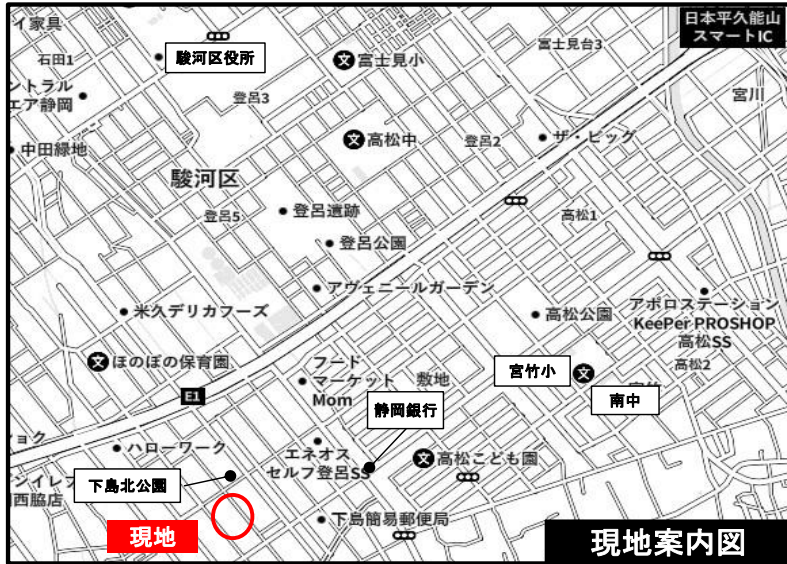 イ家具
日本平久能山
スマートIC
石田1
駿河区役所
富士見小
富士見台3
ントラル
エア静岡
登呂3
宮川
中田緑地
高松中
登呂2
ザ・ビッグ
駿河区
登呂5
登呂遺跡
高松1
登呂公園
アヴェニールガーデン
米久デリカフーズ
高松公園
アポロステーション
KeePer PROSHOP
高松SS
ほのぼの保育園
フード
マーケット
Mom
敷地
宮竹小
高松2
E1
静岡銀行
南中
ショク
ハローワーク
エネオス
セルフ登呂SS
高松こども園
下島北公園
西脇店
現地
下島簡易郵便局
現地案内図